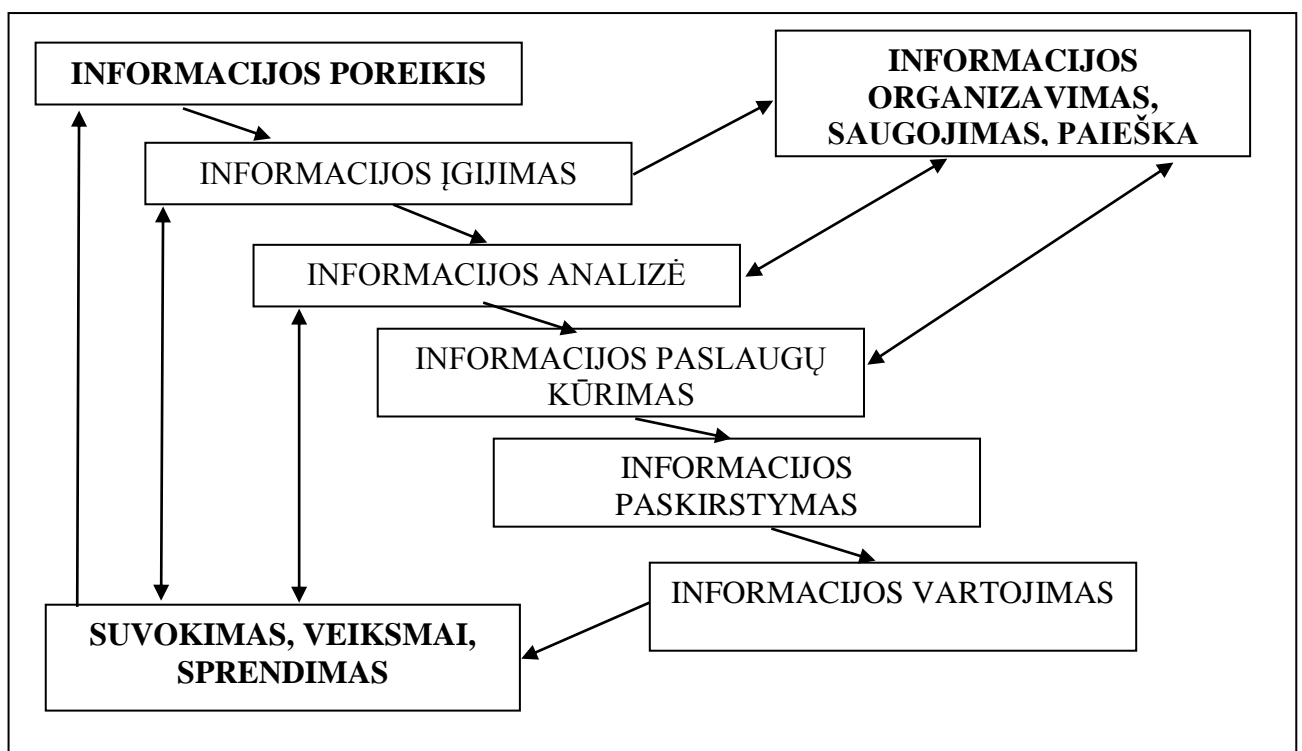 INFORMACIJOS POREIKIS
INFORMACIJOS
ORGANIZAVIMAS,
SAUGOJIMAS, PAIEŠKA
INFORMACIJOS ĮGIJIMAS
INFORMACIJOS ANALIZĖ
INFORMACIJOS PASLAUGŲ
KŪRIMAS
INFORMACIJOS
PASKIRSTYMAS
INFORMACIJOS VARTOJIMAS
SUVOKIMAS, VEIKSMAI,
SPRENDIMAS